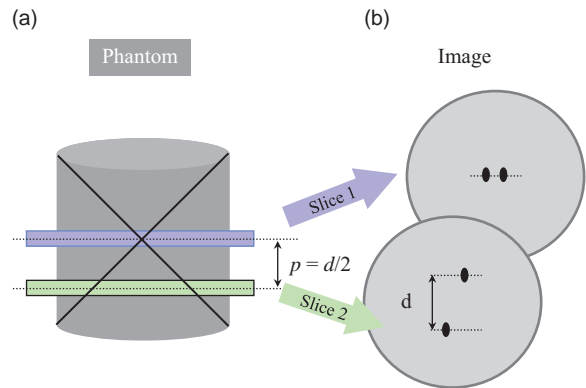 (a)
(b)
Phantom
Image
Slice 1
p = d/2
Slice 2
d